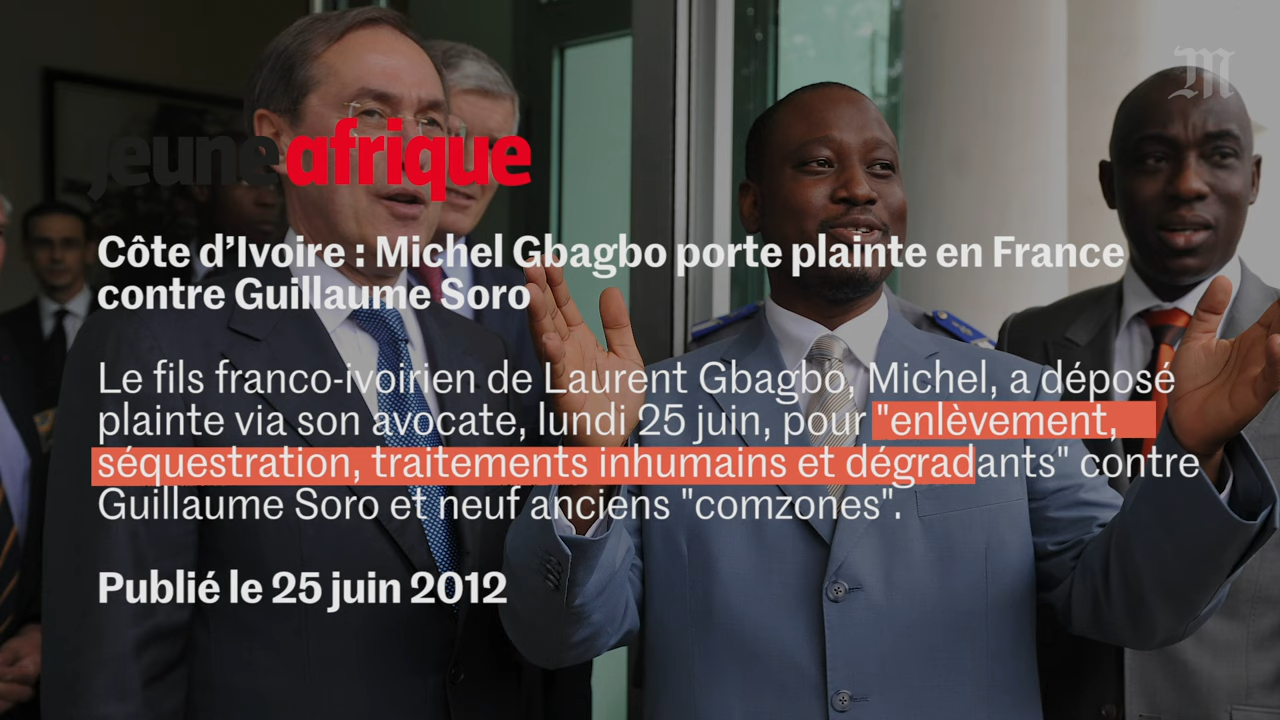 M
jeune afrique
Côte d’Ivoire : Michel Gbagbo porte plainte en France
contre Guillaume Soro
Le fils franco-ivoirien de Laurent Gbagbo, Michel, a déposé
plainte via son avocate, lundi 25 juin, pour "enlèvement,
séquestration, traitements inhumains et dégradants" contre
Guillaume Soro et neuf anciens "comzones".
Publié le 25 juin 2012